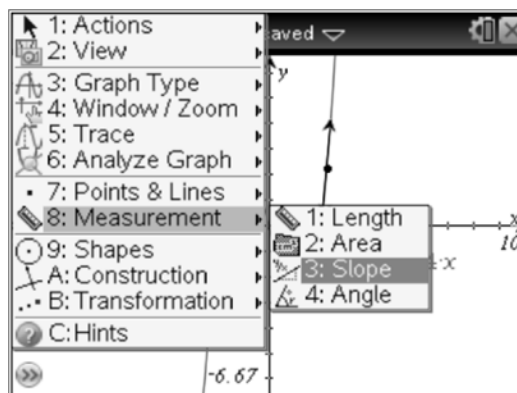 1: Actions
2: View
3: Graph Type
4: Window / Zoom
5: Trace
6: Analyze Graph
7: Points & Lines
8: Measurement
9: Shapes
A: Construction
B: Transformation
C: Hints
aved
y
1: Length
2: Area
3: Slope
4: Angle
x
10
·x
-6.67